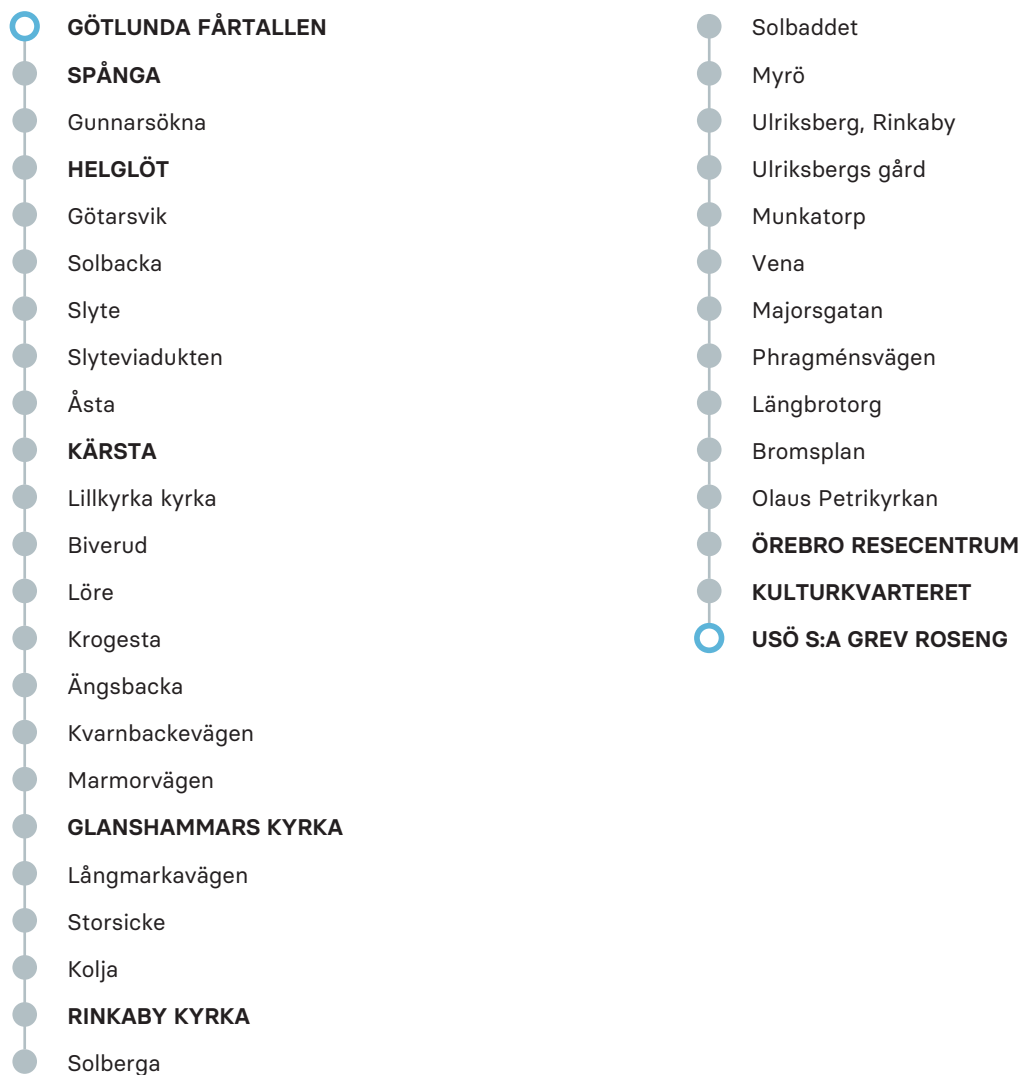 GÖTLUNDA FÅRTALLEN
SPÅNGA
Gunnarsökna
HELGLÖT
Götarsvik
Solbacka
Slyte
Slyteviadukten
Åsta
KÄRSTA
Lillkyrka kyrka
Biverud
Löre
Krogesta
Ängsbacka
Kvarnbackevägen
Marmorvägen
GLANSHAMMARS KYRKA
Långmarkavägen
Storsicke
Kolja
RINKABY KYRKA
Solberga
Solbaddet
Myrö
Ulriksberg, Rinkaby
Ulriksbergs gård
Munkatorp
Vena
Majorsgatan
Phragménsvägen
Längbrotorg
Bromsplan
Olaus Petrikyrkan
ÖREBRO RESECENTRUM
KULTURKVARTERET
USÖ S:A GREV ROSENG